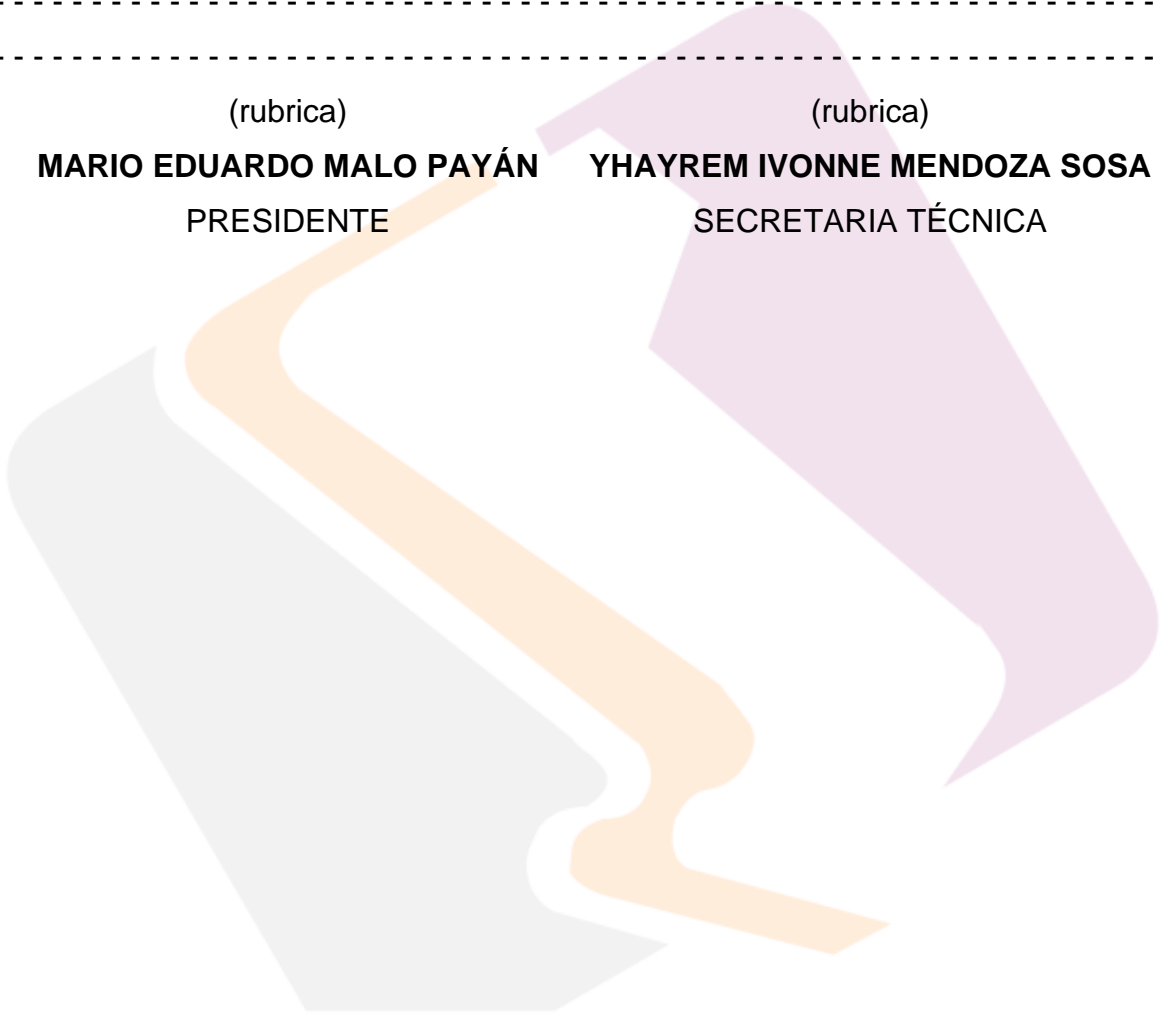 - - - - - - - - - - - - - - - - - - - - - - - - - - - - - - - - - - - - - - - - - - - - - - - - - - - - - - - - - - - - - - - - - - - - -
- - - - - - - - - - - - - - - - - - - - - - - - - - - - - - - - - - - - - - - - - - - - - - - - - - - - - - - - - - - - - - - - - - - - -
(rubrica) (rubrica)
MARIO EDUARDO MALO PAYÁN YHAYREM IVONNE MENDOZA SOSA
PRESIDENTE SECRETARIA TÉCNICA